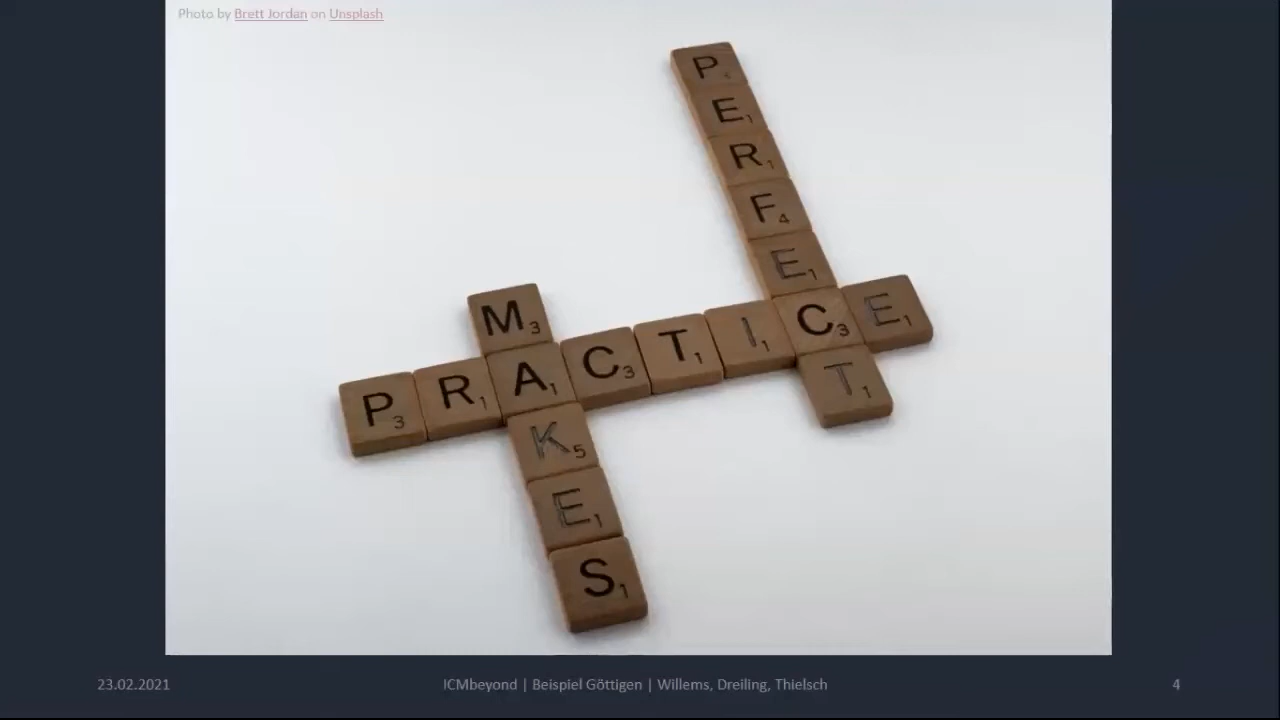 Photo by Brett Jordan on Unsplash
PERFECT
MAKES
PRACTICE
23.02.2021
ICMbeyond | Beispiel Göttigen | Willems, Dreiling, Thielsch
4